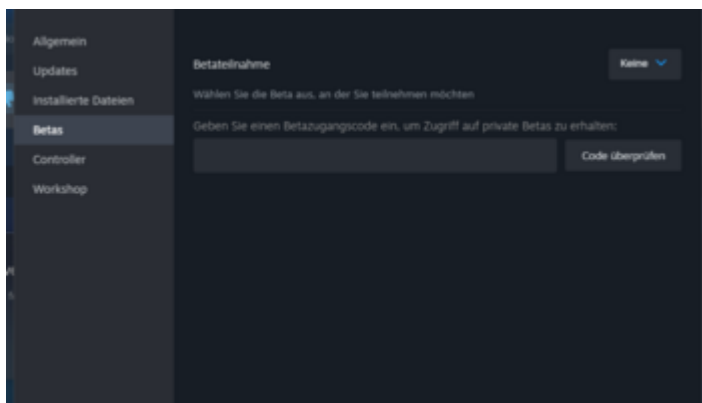 Allgemein
Updates
Installierte Dateien
Betas
Controller
Workshop
Betateilnahme
Keine
Wählen Sie die Beta aus, an der Sie teilnehmen möchten
Geben Sie einen Betazugangscode ein, um Zugriff auf private Betas zu erhalten:
Code überprüfen